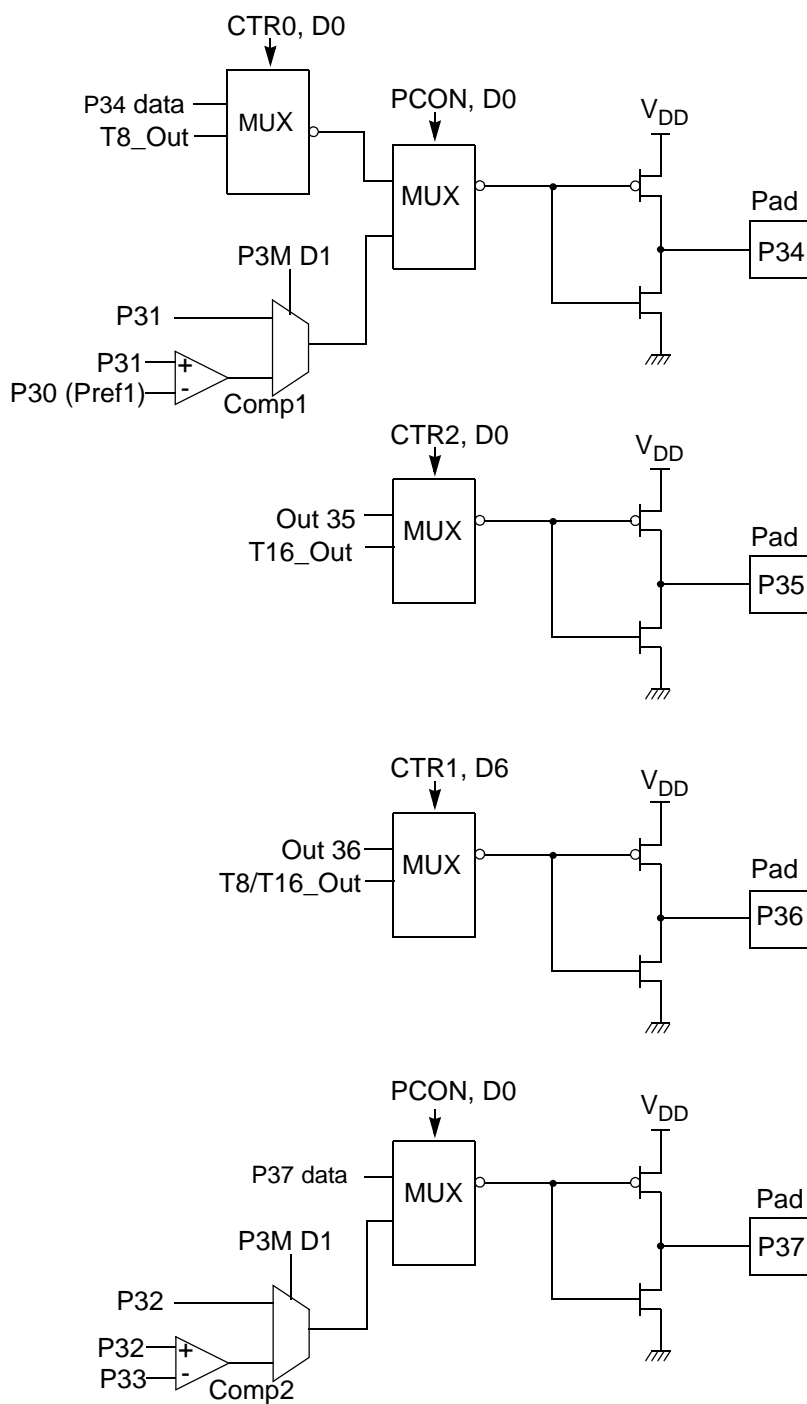 CTR0, D0
P34 data
T8_Out
MUX
PCON, D0
MUX
VDD
Pad
P34
P3M D1
P31
P31
+
P30 (Pref1)
-
Comp1
CTR2, D0
Out 35
T16_Out
MUX
VDD
Pad
P35
CTR1, D6
Out 36
T8/T16_Out
MUX
VDD
Pad
P36
PCON, D0
P37 data
MUX
VDD
Pad
P37
P3M D1
P32
P32
+
P33
-
Comp2